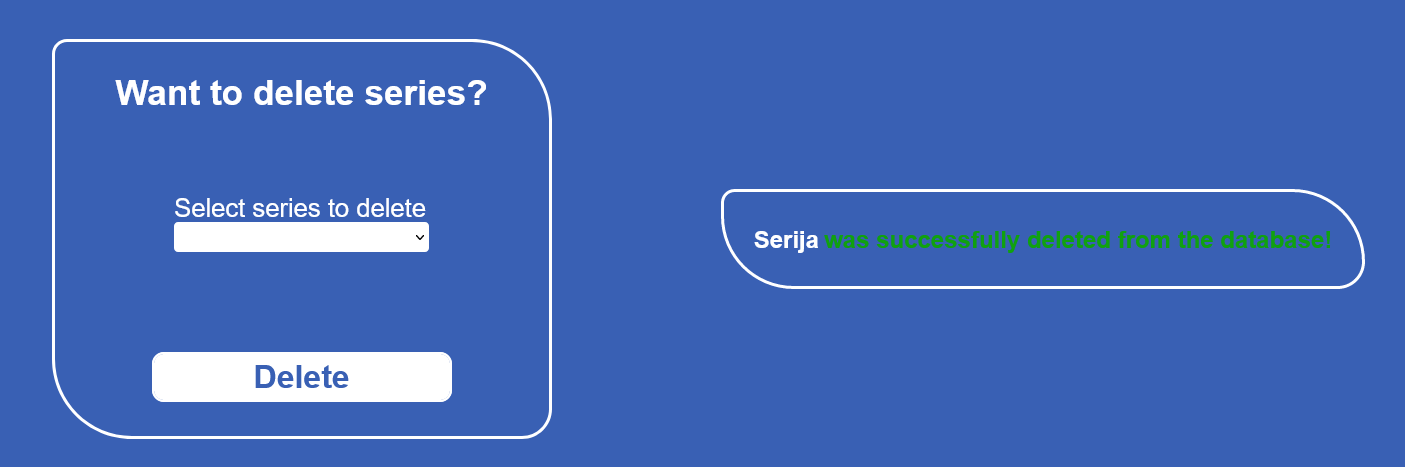 Want to delete series?
Select series to delete
Delete
Serija was successfully deleted from the database!